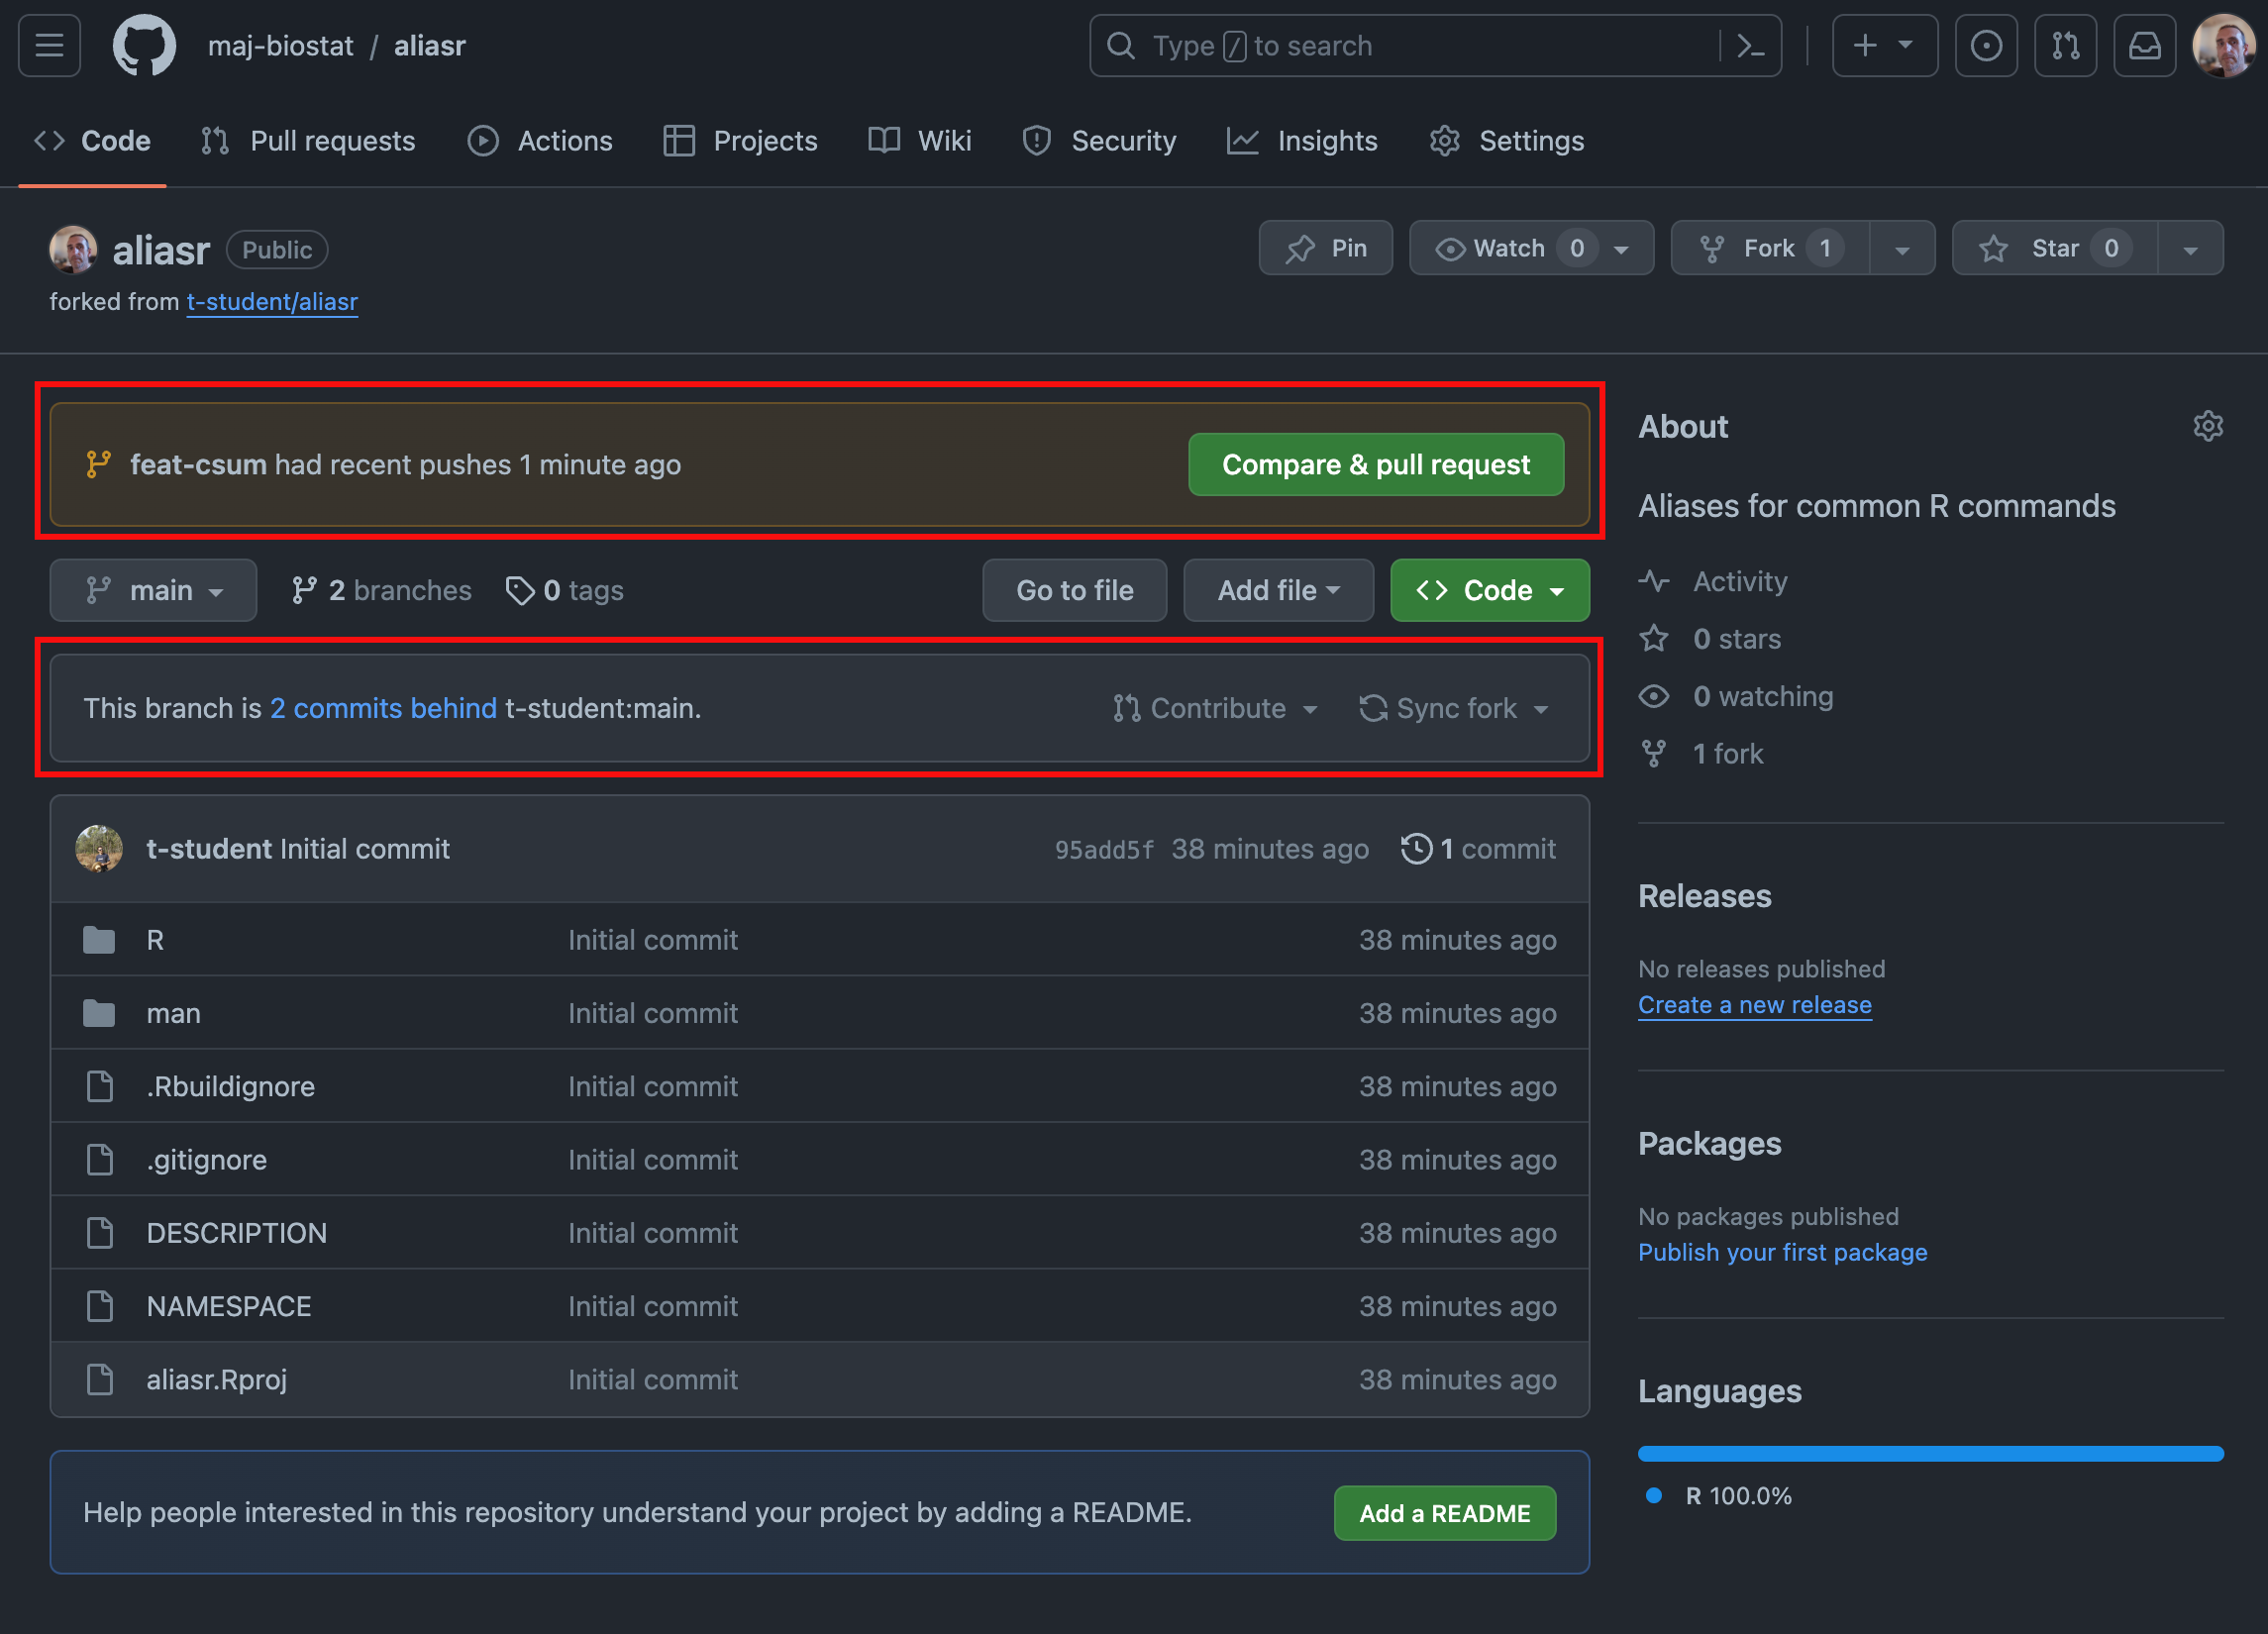 maj-biostat / aliasr
Type / to search
Code Pull requests Actions Projects Wiki Security Insights Settings
aliasr Public
Pin Watch 0 Fork 1 Star 0
forked from t-student/aliasr
feat-csum had recent pushes 1 minute ago
Compare & pull request
main 2 branches 0 tags
Go to file Add file Code
This branch is 2 commits behind t-student:main.
Contribute Sync fork
t-student Initial commit 95add5f 38 minutes ago 1 commit
R Initial commit 38 minutes ago
man Initial commit 38 minutes ago
.Rbuildignore Initial commit 38 minutes ago
.gitignore Initial commit 38 minutes ago
DESCRIPTION Initial commit 38 minutes ago
NAMESPACE Initial commit 38 minutes ago
aliasr.Rproj Initial commit 38 minutes ago
Help people interested in this repository understand your project by adding a README.
Add a README
About
Aliases for common R commands
Activity
0 stars
0 watching
1 fork
Releases
No releases published
Create a new release
Packages
No packages published
Publish your first package
Languages
R 100.0%